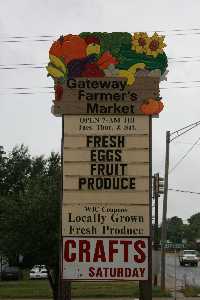 Gateway
Farmer's
Market
OPEN 7-AM Till
Tues. Thur. & Sat.
FRESH
EGGS
FRUIT
PRODUCE
WIC Coupons
Locally Grown
Fresh Produce
CRAFTS
SATURDAY